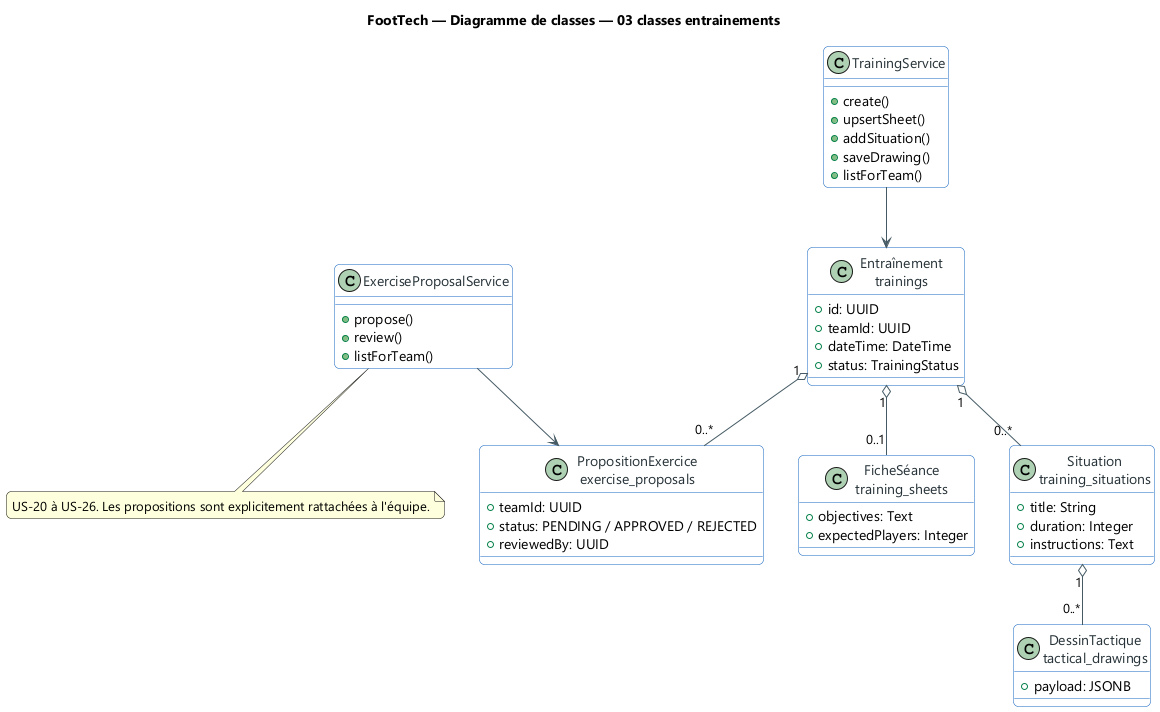 FootTech — Diagramme de classes — 03 classes entrainements
C TrainingService
create()
upsertSheet()
addSituation()
saveDrawing()
listForTeam()
C ExerciseProposalService
propose()
review()
listForTeam()
C Entraînement
trainings
id: UUID
teamId: UUID
dateTime: DateTime
status: TrainingStatus
1
1
1
0..*
0..1
0..*
US-20 à US-26. Les propositions sont explicitement rattachées à l'équipe.
C PropositionExercice
exercise_proposals
teamId: UUID
status: PENDING / APPROVED / REJECTED
reviewedBy: UUID
C FicheSéance
training_sheets
objectives: Text
expectedPlayers: Integer
C Situation
training_situations
title: String
duration: Integer
instructions: Text
1
0..*
C DessinTactique
tactical_drawings
payload: JSONB